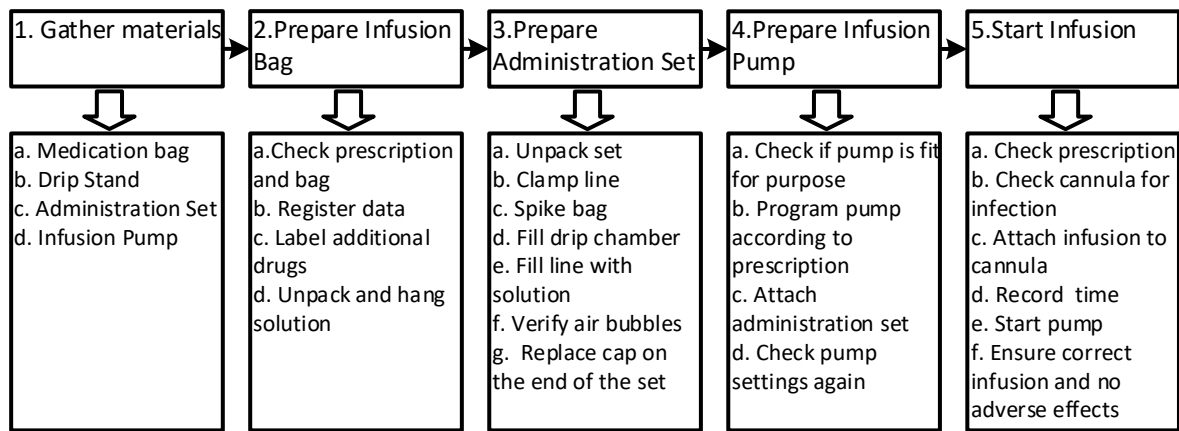 1. Gather materials
2.Prepare Infusion
Bag
3.Prepare
Administration Set
4.Prepare Infusion
Pump
5.Start Infusion
a. Medication bag
b. Drip Stand
c. Administration Set
d. Infusion Pump
a.Check prescription
and bag
b. Register data
c. Label additional
drugs
d. Unpack and hang
solution
a. Unpack set
b. Clamp line
c. Spike bag
d. Fill drip chamber
e. Fill line with
solution
f. Verify air bubbles
g.  Replace cap on
the end of the set
a. Check if pump is fit
for purpose
b. Program pump
according to
prescription
c. Attach
administration set
d. Check pump
settings again
a. Check prescription
b. Check cannula for
infection
c. Attach infusion to
cannula
d. Record  time
e. Start pump
f. Ensure correct
infusion and no
adverse effects